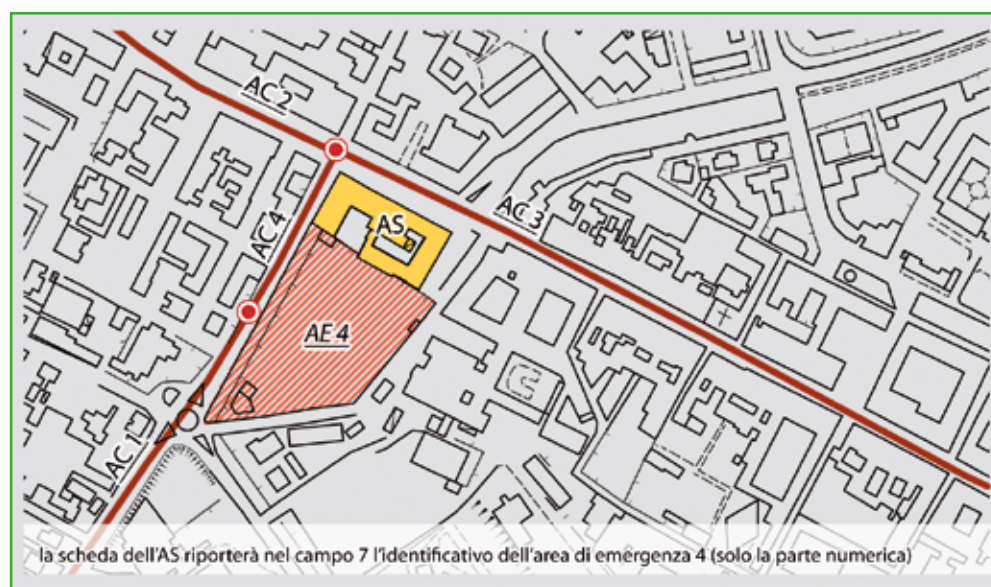 AC 2
AC 3
AC 4
AS
AE 4
AC 1
la scheda dell'AS riporterà nel campo 7 l'identificativo dell'area di emergenza 4 (solo la parte numerica)